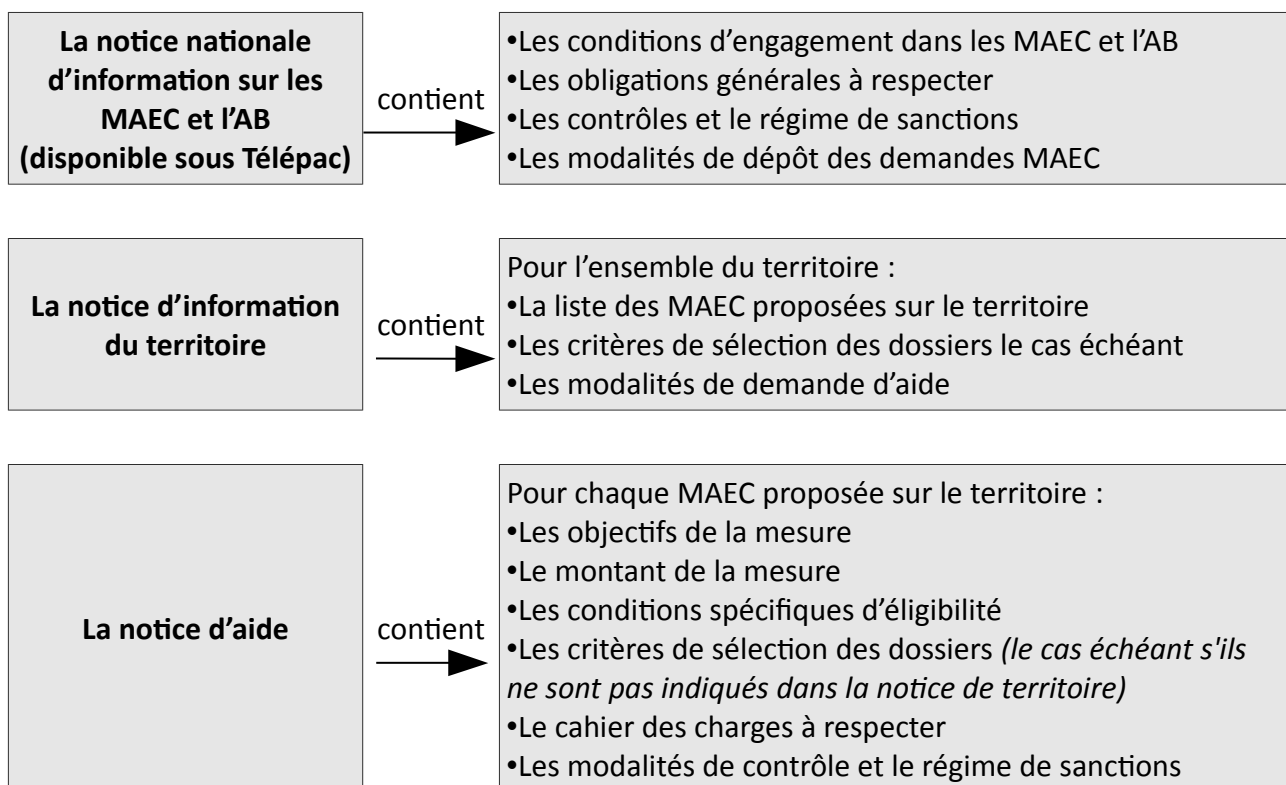 La notice nationale
d’information sur les
MAEC et l’AB
(disponible sous Télépac)
contient
•Les conditions d’engagement dans les MAEC et l’AB
•Les obligations générales à respecter
•Les contrôles et le régime de sanctions
•Les modalités de dépôt des demandes MAEC
La notice d’information
du territoire
contient
Pour l’ensemble du territoire :
•La liste des MAEC proposées sur le territoire
•Les critères de sélection des dossiers le cas échéant
•Les modalités de demande d’aide
La notice d’aide
contient
Pour chaque MAEC proposée sur le territoire :
•Les objectifs de la mesure
•Le montant de la mesure
•Les conditions spécifiques d’éligibilité
•Les critères de sélection des dossiers (le cas échéant s'ils
ne sont pas indiqués dans la notice de territoire)
•Le cahier des charges à respecter
•Les modalités de contrôle et le régime de sanctions